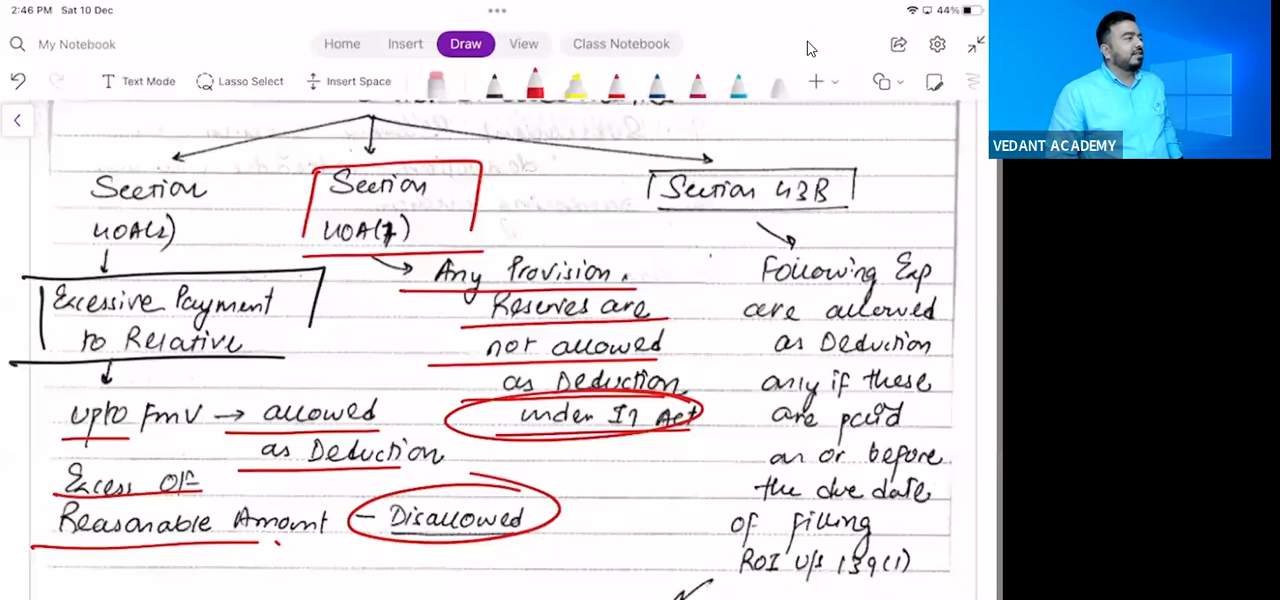 2:46 PM Sat 10 Dec
44%
My Notebook
Home Insert Draw View Class Notebook
Text Mode Lasso Select Insert Space
VEDANT ACADEMY
Section
40A(2)
Excessive Payment
to Relative
upto FMV → allowed
as Deduction
Excess of
Reasonable Amount – Disallowed
Section
40A(7)
Any Provision,
Reserves are
not allowed
as Deduction
under IT Act
Section 43B
Following Exp
are allowed
as Deduction
only if these
are paid
on or before
the due date
of filling
ROI u/s 139(1)